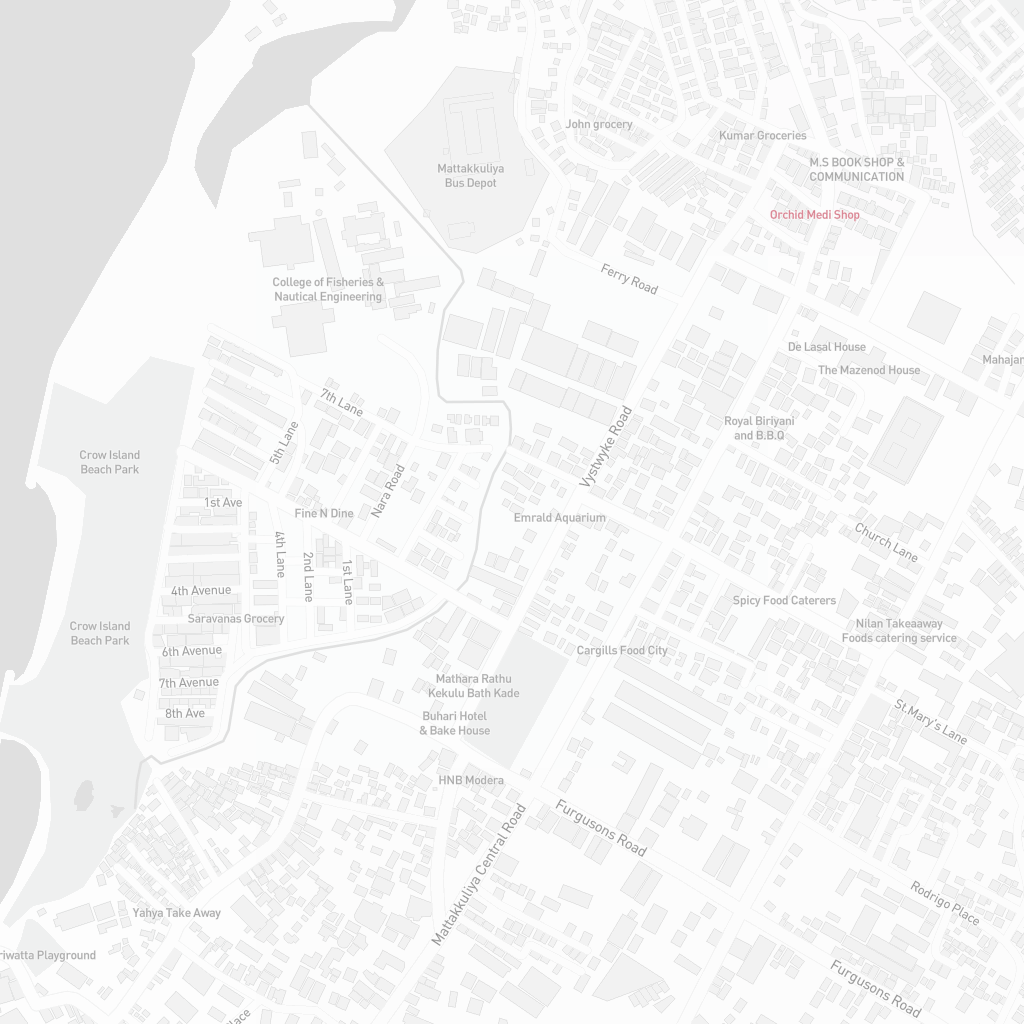 John grocery
Kumar Groceries
M.S BOOK SHOP &
COMMUNICATION
Mattakkuliya
Bus Depot
Orchid Medi Shop
Ferry Road
College of Fisheries &
Nautical Engineering
De Lasal House
The Mazenod House
Mahajan
7th Lane
Vystwyke Road
Royal Biriyani
and B.B.Q
5th Lane
Crow Island
Beach Park
Nara Road
1st Ave
Fine N Dine
Emrald Aquarium
Church Lane
4th Lane
2nd Lane
1st Lane
4th Avenue
Spicy Food Caterers
Saravanas Grocery
Crow Island
Beach Park
Nilan Takeaaway
Foods catering service
6th Avenue
Cargills Food City
7th Avenue
Mathara Rathu
Kekulu Bath Kade
8th Ave
St.Mary's Lane
Buhari Hotel
& Bake House
HNB Modera
Furgusons Road
Mattakkuliya Central Road
Rodrigo Place
Yahya Take Away
riwatta Playground
Furgusons Road
lace